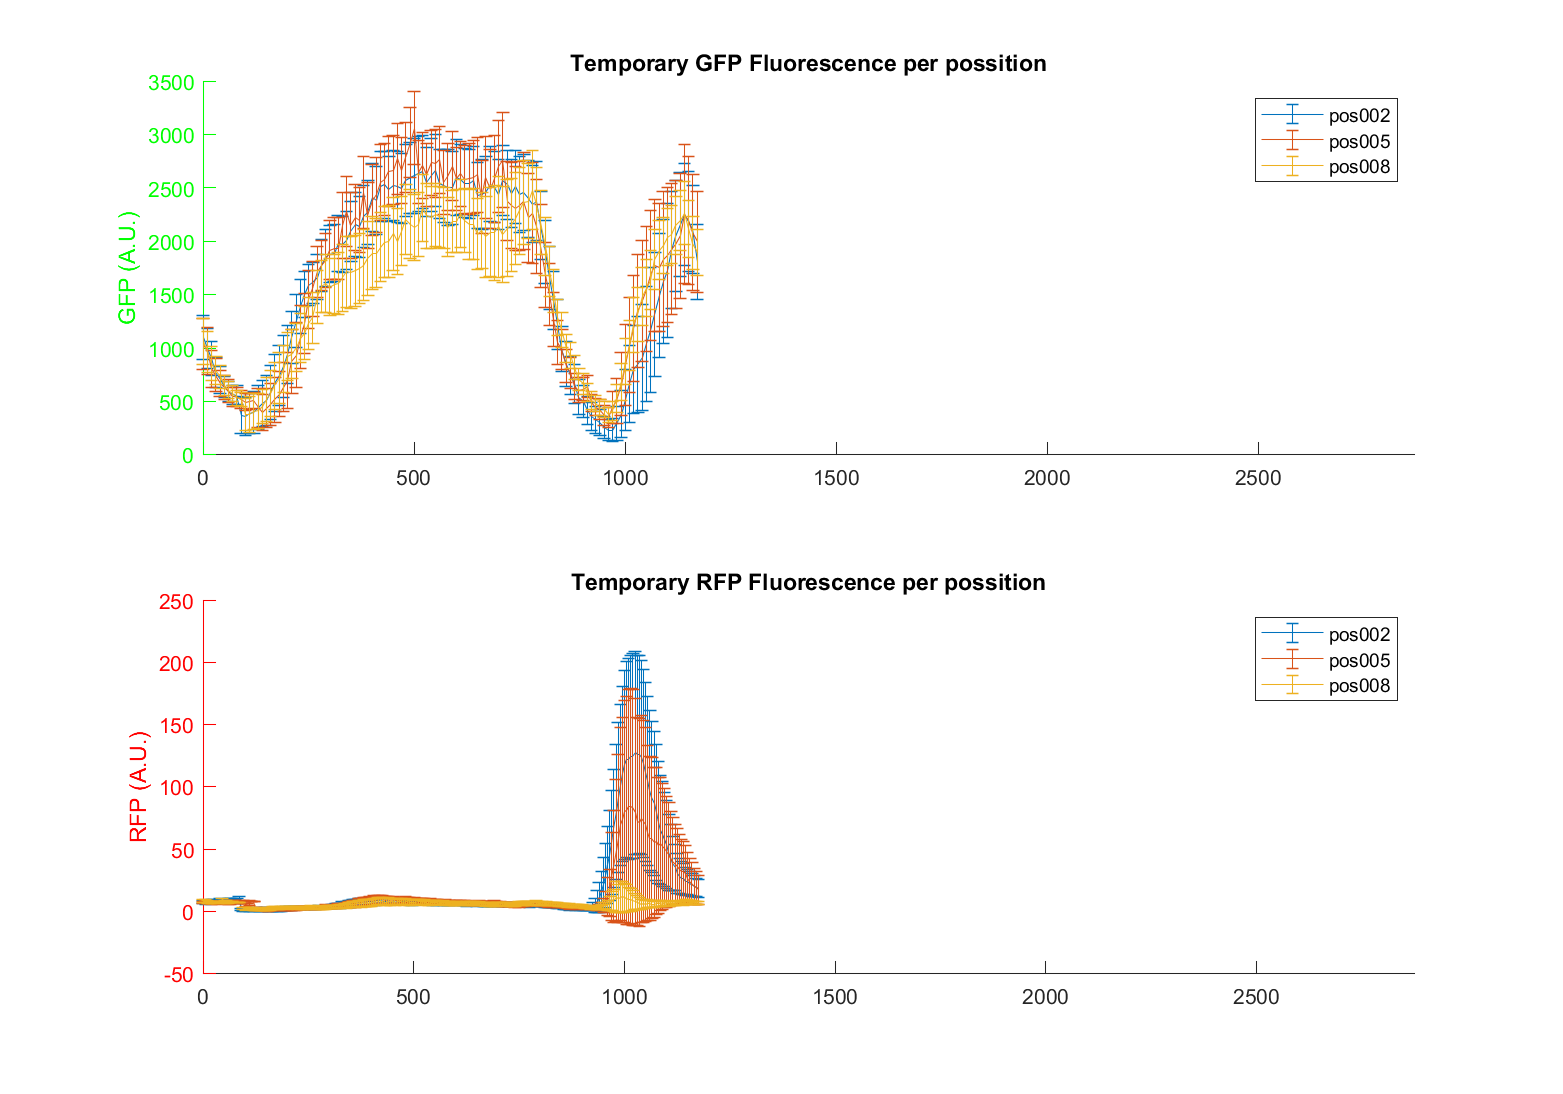 Temporary GFP Fluorescence per possition
3500
3000
2500
2000
1500
1000
500
0
GFP (A.U.)
0 500 1000 1500 2000 2500
pos002
pos005
pos008
Temporary RFP Fluorescence per possition
250
200
150
100
50
0
-50
RFP (A.U.)
0 500 1000 1500 2000 2500
pos002
pos005
pos008